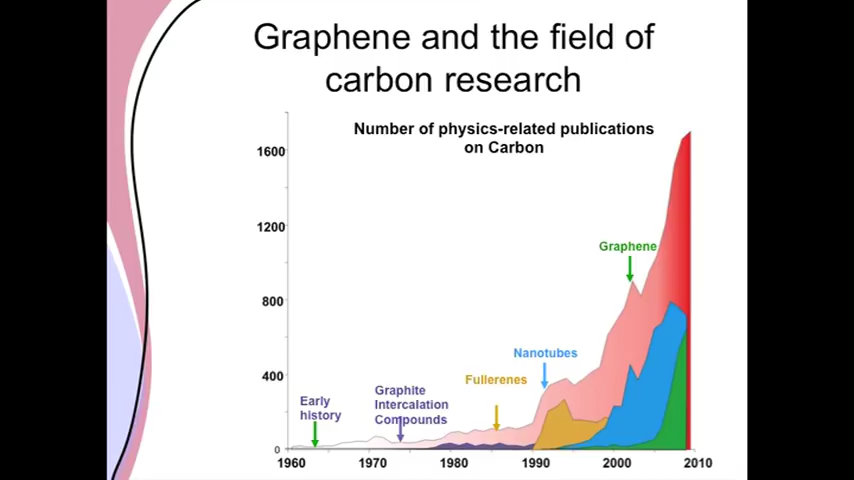 Graphene and the field of
carbon research
Number of physics-related publications
on Carbon
1600
1200
800
400
0
Graphene
Nanotubes
Fullerenes
Graphite
Intercalation
Compounds
Early
history
1960 1970 1980 1990 2000 2010